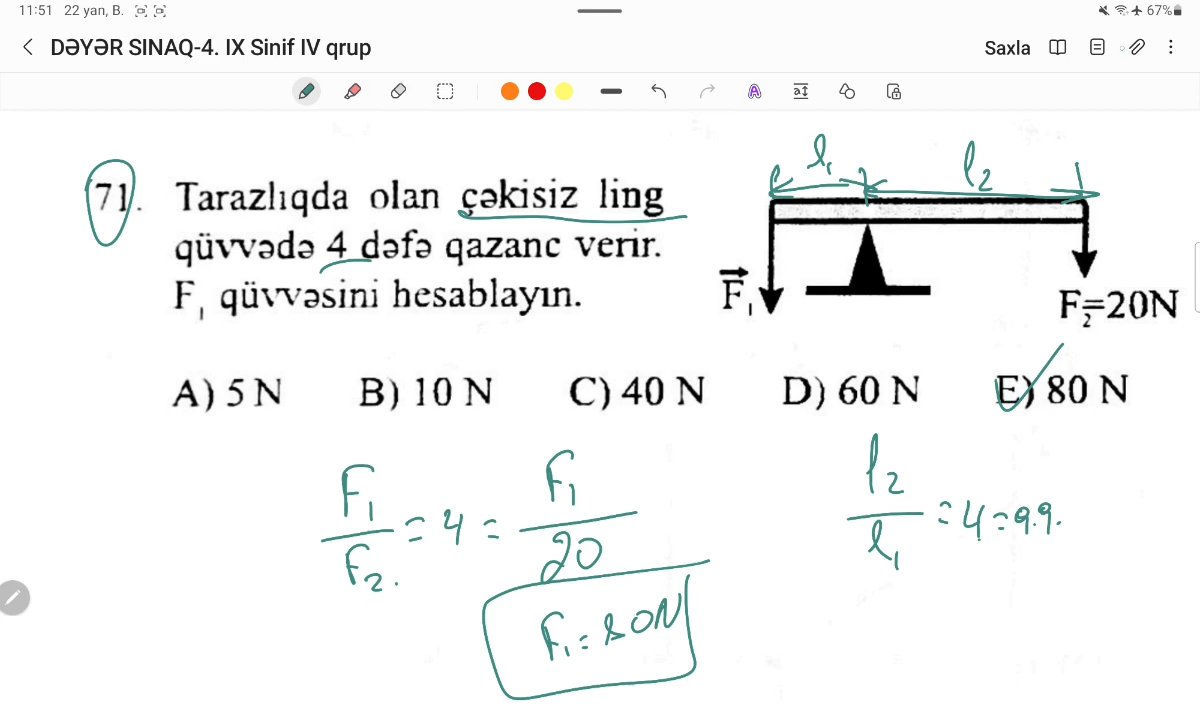 11:51 22 yan, B. 67%
DƏYƏR SINAQ-4. IX Sinif IV qrup Saxla
l₁ l₂
71. Tarazlıqda olan çəkisiz ling
qüvvədə 4 dəfə qazanc verir.
F₁ qüvvəsini hesablayın.
F₁ F₂=20N
A) 5 N B) 10 N C) 40 N D) 60 N E) 80 N
F₁/F₂. = 4 = F₁/20
l₂/l₁ = 4 = q.q.
F₁ = 80N